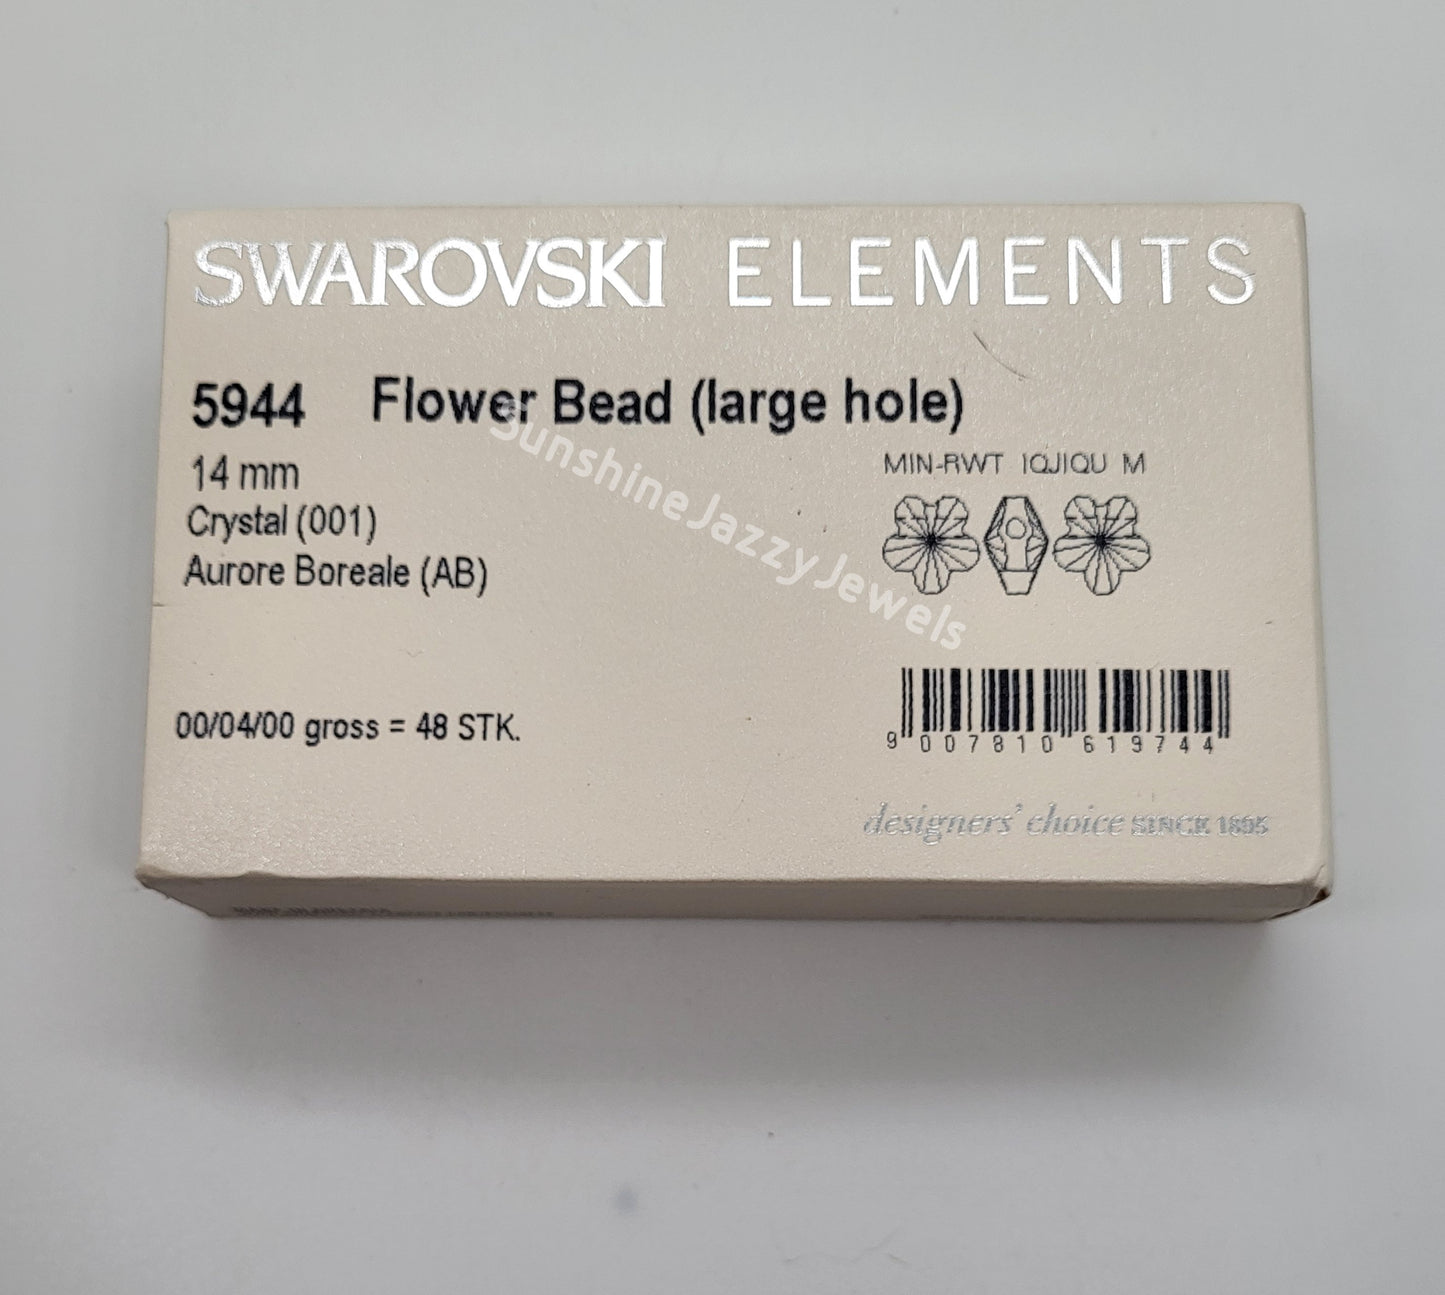 SWAROVSKI ELEMENTS
5944 Flower Bead (large hole)
14 mm
Crystal (001)
Aurore Boreale (AB)
MIN-RWT IQJIQU M
SunshineJazzyJewels
00/04/00 gross = 48 STK.
9 007810 619744
designers' choice SINCE 1895